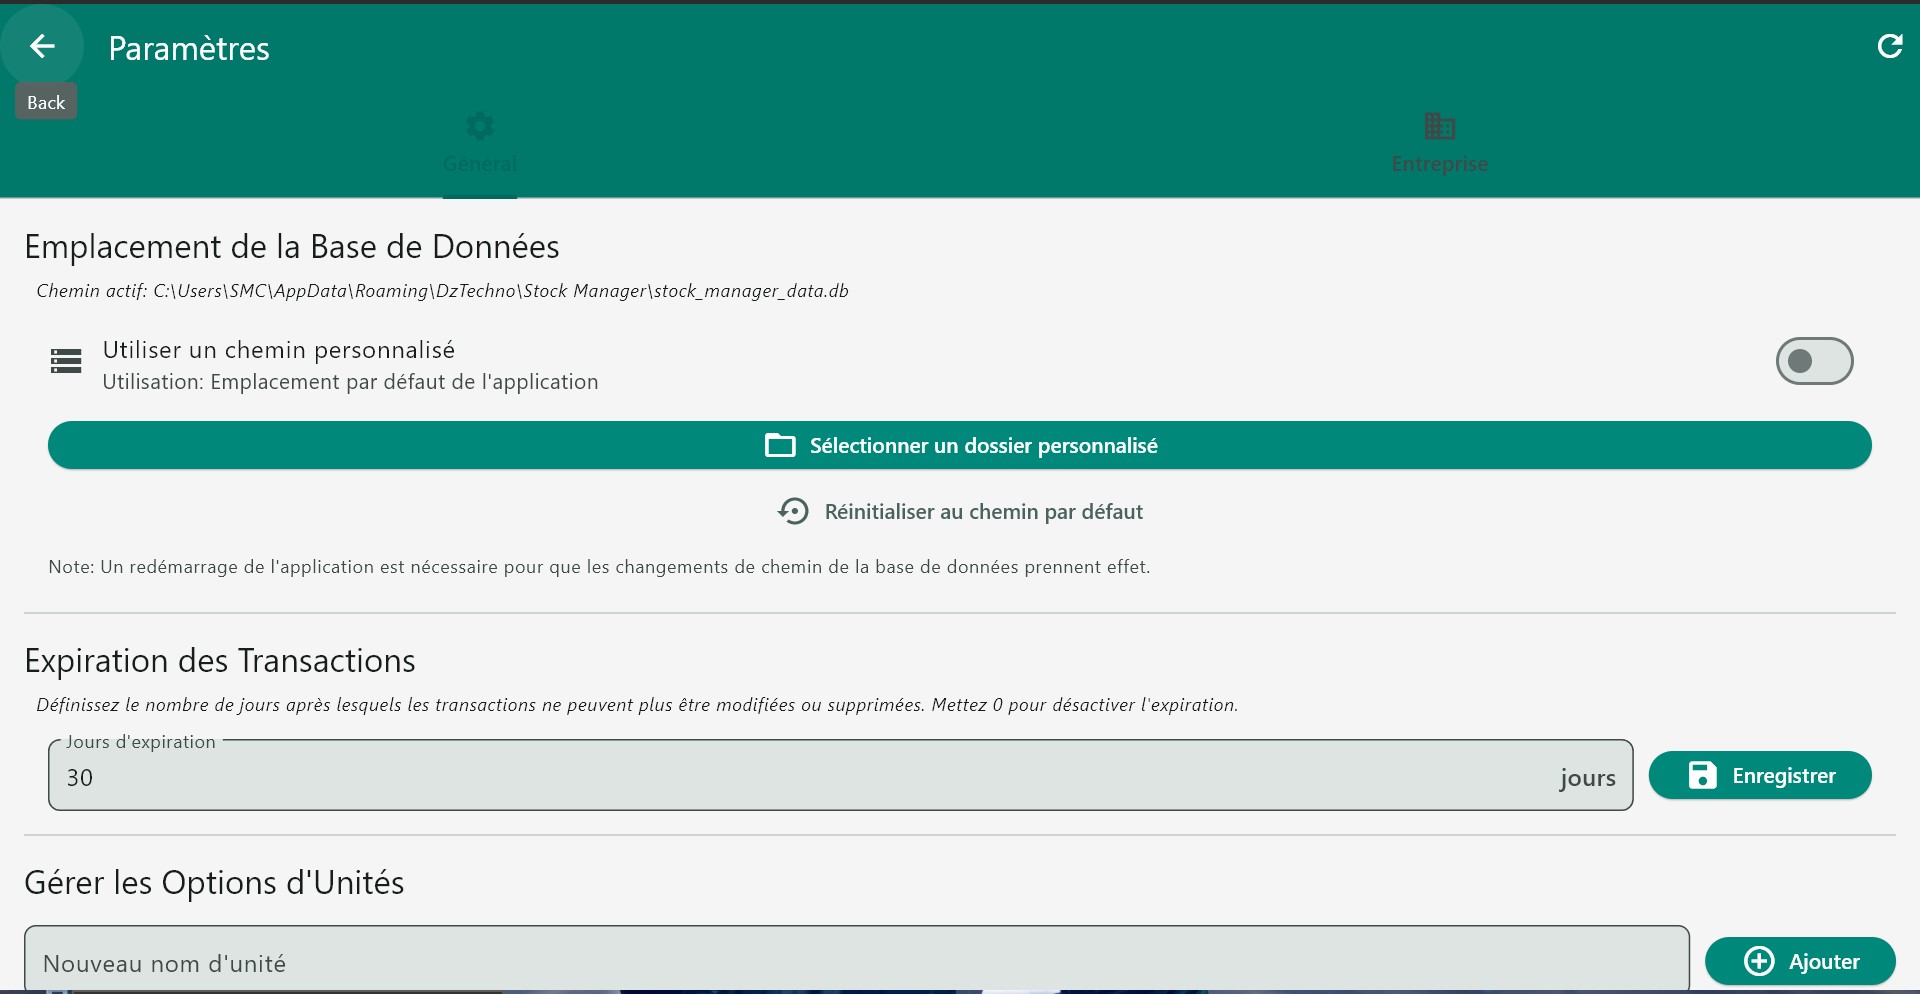 Paramètres
Back
Général
Entreprise
Emplacement de la Base de Données
Chemin actif: C:\Users\SMC\AppData\Roaming\DzTechno\Stock Manager\stock_manager_data.db
Utiliser un chemin personnalisé
Utilisation: Emplacement par défaut de l'application
Sélectionner un dossier personnalisé
Réinitialiser au chemin par défaut
Note: Un redémarrage de l'application est nécessaire pour que les changements de chemin de la base de données prennent effet.
Expiration des Transactions
Définissez le nombre de jours après lesquels les transactions ne peuvent plus être modifiées ou supprimées. Mettez 0 pour désactiver l'expiration.
Jours d'expiration
30 jours
Enregistrer
Gérer les Options d'Unités
Nouveau nom d'unité
Ajouter